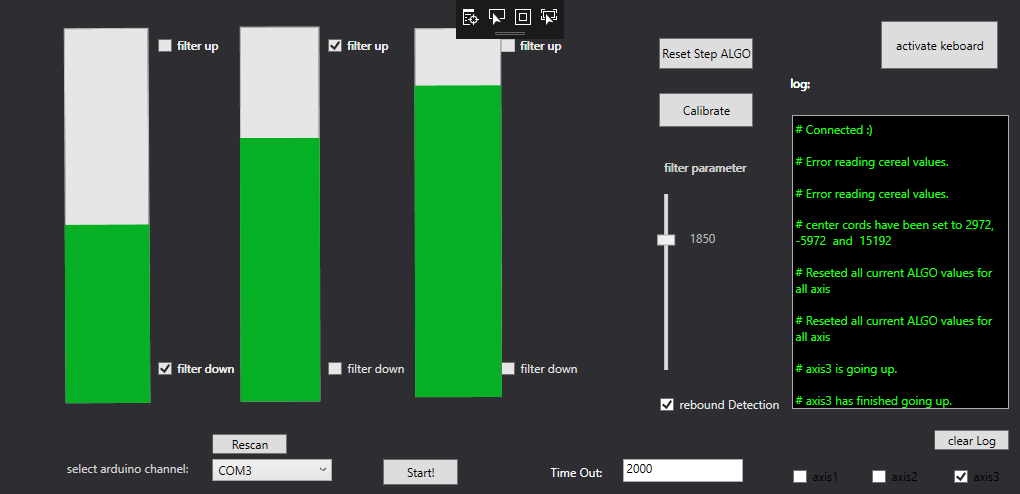 filter up
filter up
filter up
Reset Step ALGO
activate keboard
log:
Calibrate
# Connected :)
# Error reading cereal values.
# Error reading cereal values.
# center cords have been set to 2972,
-5972 and 15192
# Reseted all current ALGO values for
all axis
# Reseted all current ALGO values for
all axis
# axis3 is going up.
# axis3 has finished going up.
filter parameter
1850
filter down
filter down
filter down
rebound Detection
clear Log
Rescan
select arduino channel:
COM3
Start!
Time Out:
2000
axis1
axis2
axis3